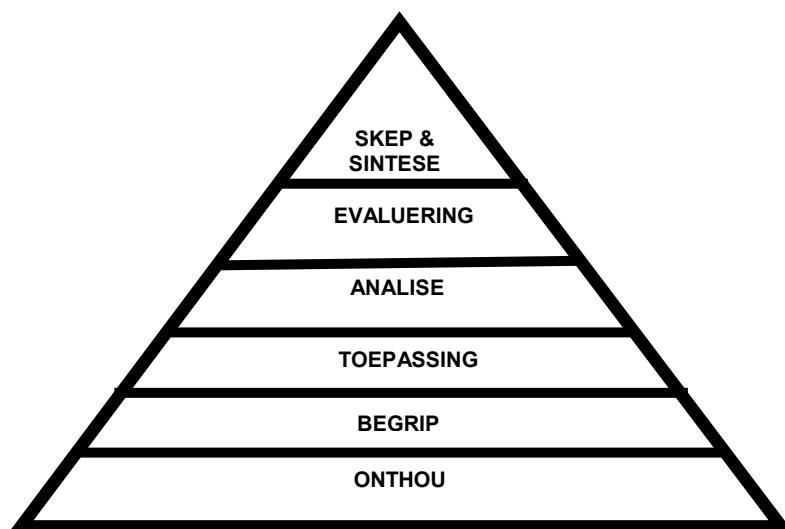 SKEP &
SINTESE
EVALUERING
ANALISE
TOEPASSING
BEGRIP
ONTHOU